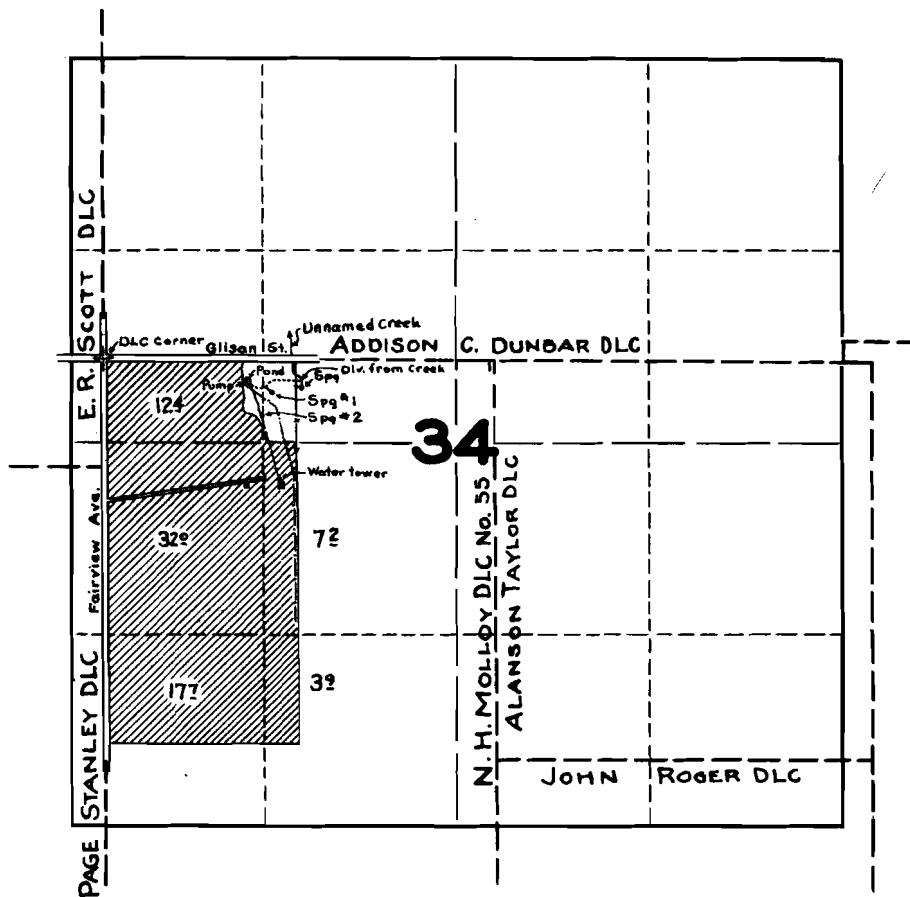 E. R. SCOTT DLC
Unnamed Creek
DLC Corner
Glisan St.
ADDISON C. DUNBAR DLC
Pond
Spg
Div. from Creek
Pump
Spg #1
Spg #2
124
34
Water tower
Fairview Ave.
32º
7²
N. H. MOLLOY DLC No. 55
ALANSON TAYLOR DLC
17⁷
3⁹
PAGE STANLEY DLC
JOHN ROGER DLC